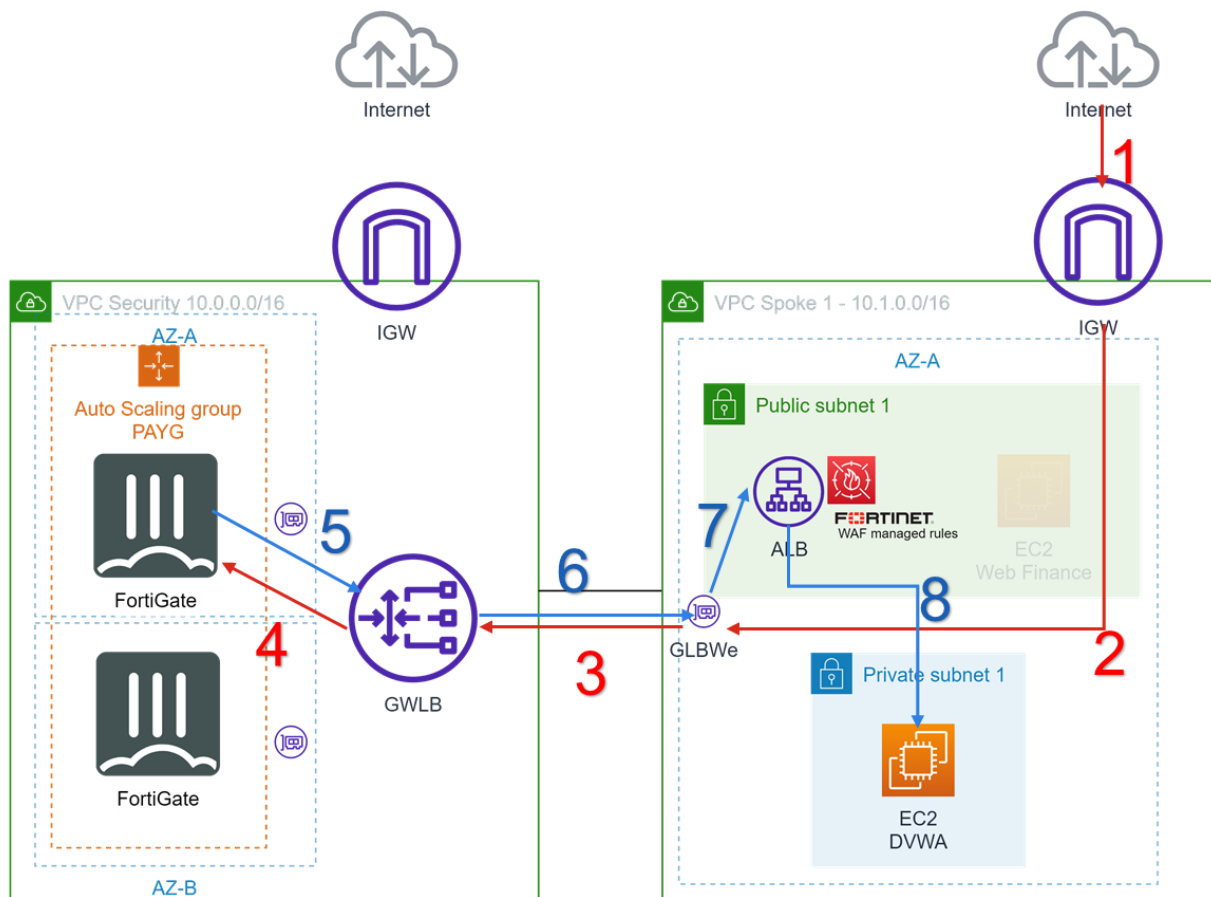 Internet
Internet
1
VPC Security 10.0.0.0/16
IGW
VPC Spoke 1 - 10.1.0.0/16
IGW
AZ-A
AZ-A
Auto Scaling group
PAYG
Public subnet 1
FORTINET
WAF managed rules
ALB
EC2
Web Finance
5
7
6
8
FortiGate
4
3
2
GWLB
GLBWe
Private subnet 1
FortiGate
EC2
DVWA
AZ-B